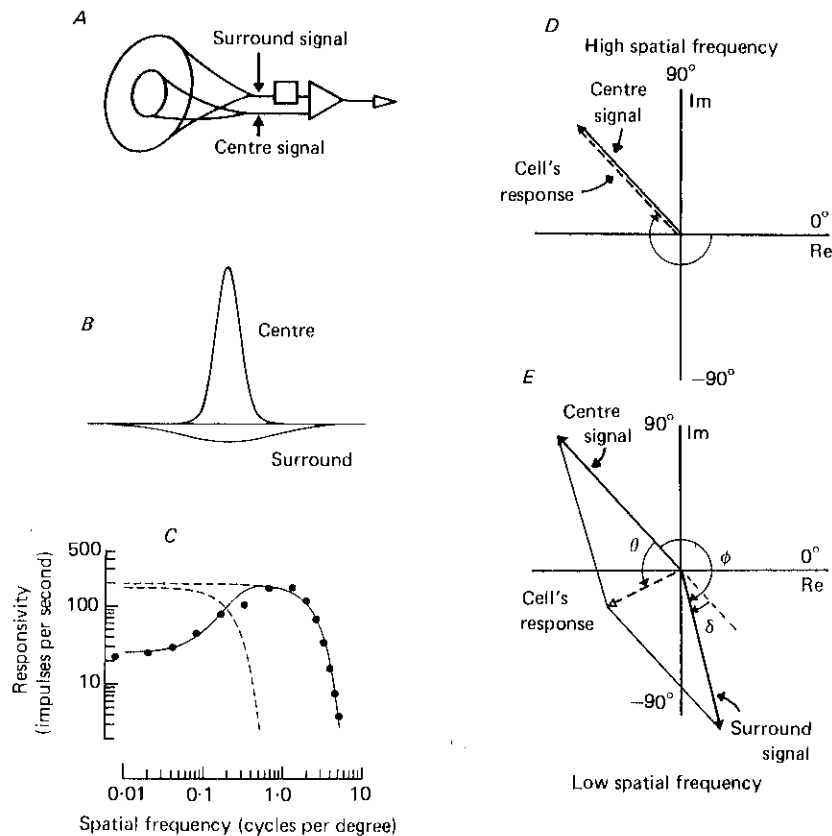 A
Surround signal
Centre signal
B
Centre
Surround
C
500
100
10
Responsivity
(impulses per second)
0·01
0·1
1·0
10
Spatial frequency (cycles per degree)
D
High spatial frequency
90°
Im
Centre
signal
Cell's
response
0°
Re
−90°
E
Centre
signal
90°
Im
θ
ϕ
0°
Re
Cell's
response
δ
−90°
Surround
signal
Low spatial frequency